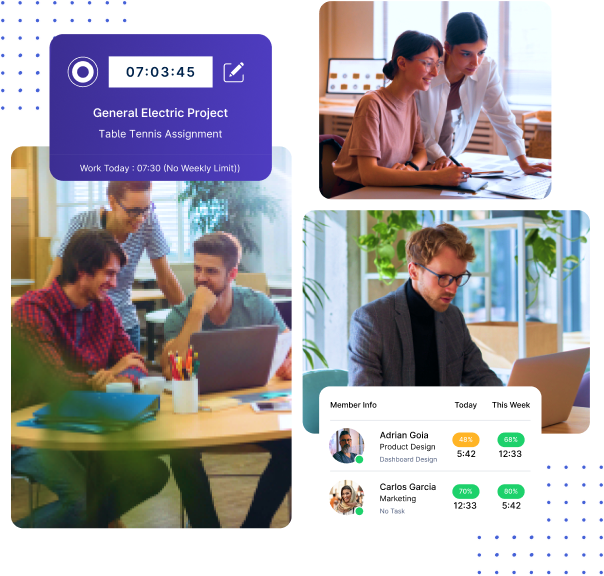 07:03:45
General Electric Project
Table Tennis Assignment
Work Today : 07:30 (No Weekly Limit))
Member Info Today This Week
Adrian Goia
Product Design
Dashboard Design
48% 68%
5:42 12:33
Carlos Garcia
Marketing
No Task
70% 80%
12:33 5:42